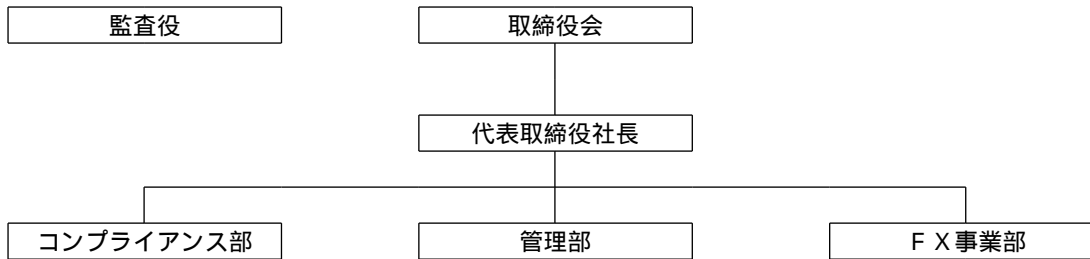 監査役
取締役会
代表取締役社長
コンプライアンス部
管理部
ＦＸ事業部